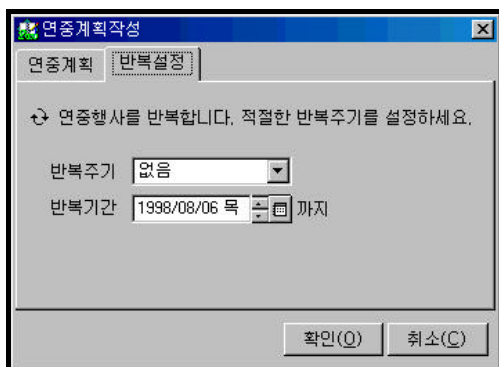 연중계획작성
연중계획 반복설정
연중행사를 반복합니다. 적절한 반복주기를 설정하세요.
반복주기 없음
반복기간 1998/08/06 목 까지
확인(O) 취소(C)